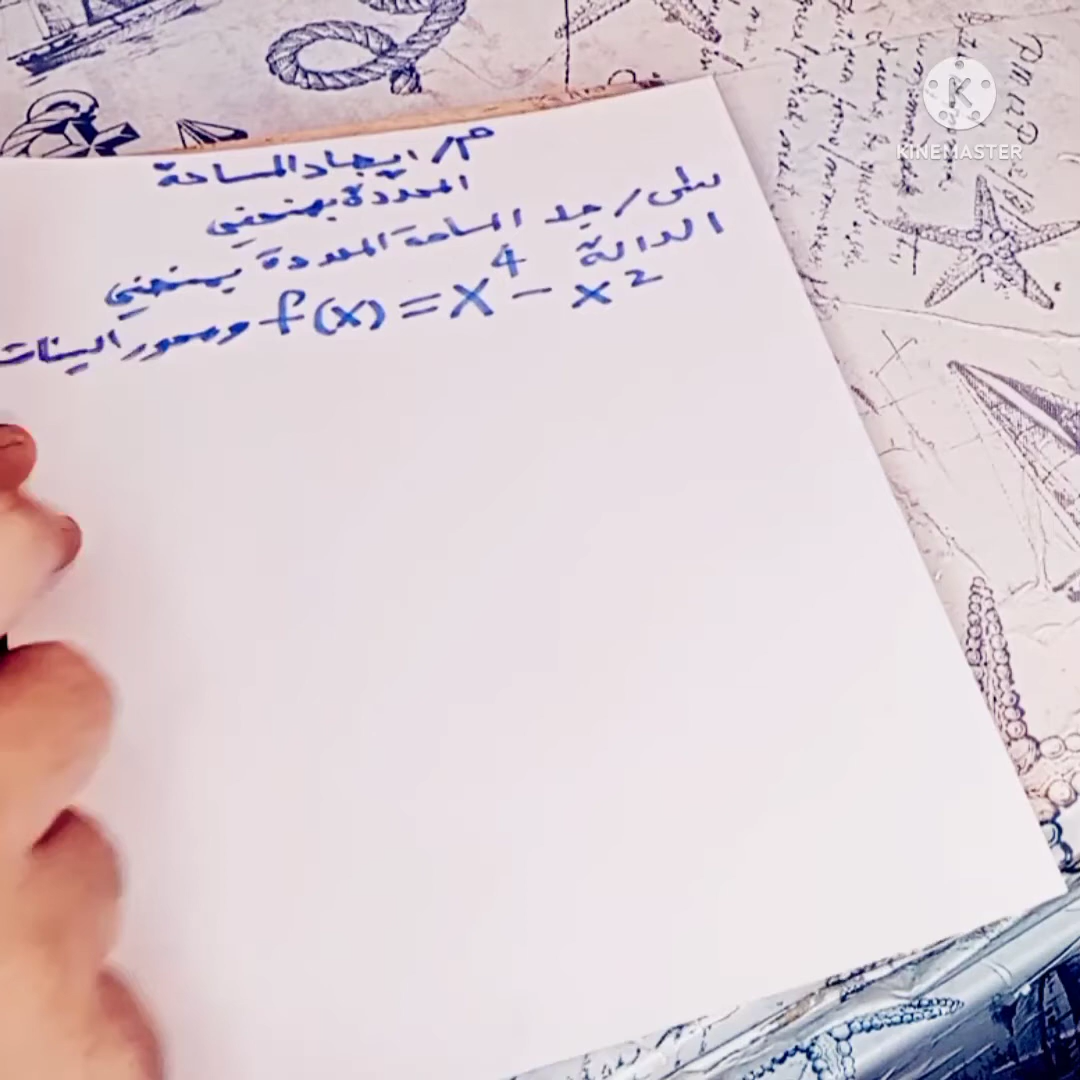 م/ ايجاد المساحة
المحددة بمنحني
س/ جد المساحة المحددة بمنحني
الدالة f(x) = x⁴ - x² ومحور السينات
KINEMASTER